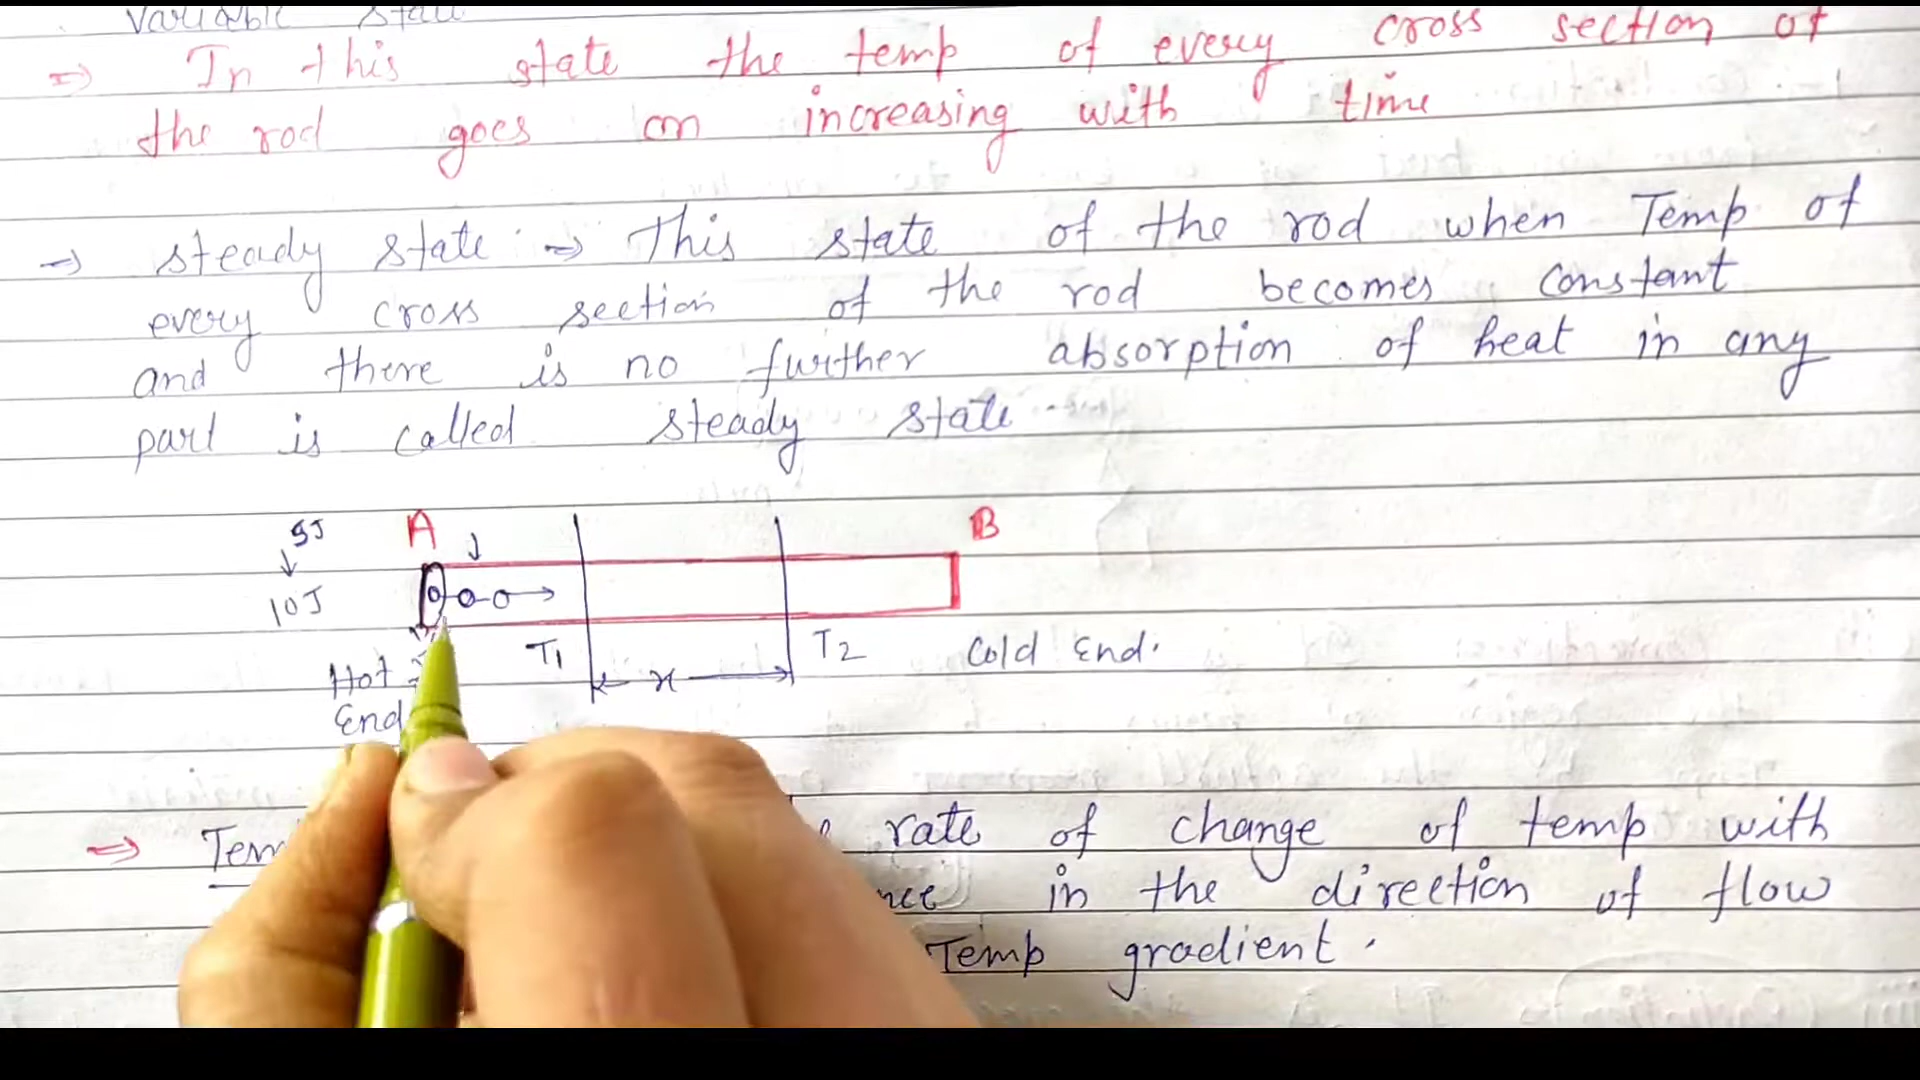 variable state
⇒ In this state the temp of every cross section of
the rod goes on increasing with time
→ steady state :→ This state of the rod when Temp of
every cross section of the rod becomes constant
and there is no further absorption of heat in any
part is called steady state
5J A B
10J
T1 T2 Cold End.
Hot x
End
⇒ rate of change of temp with
in the direction of flow
Temp gradient.